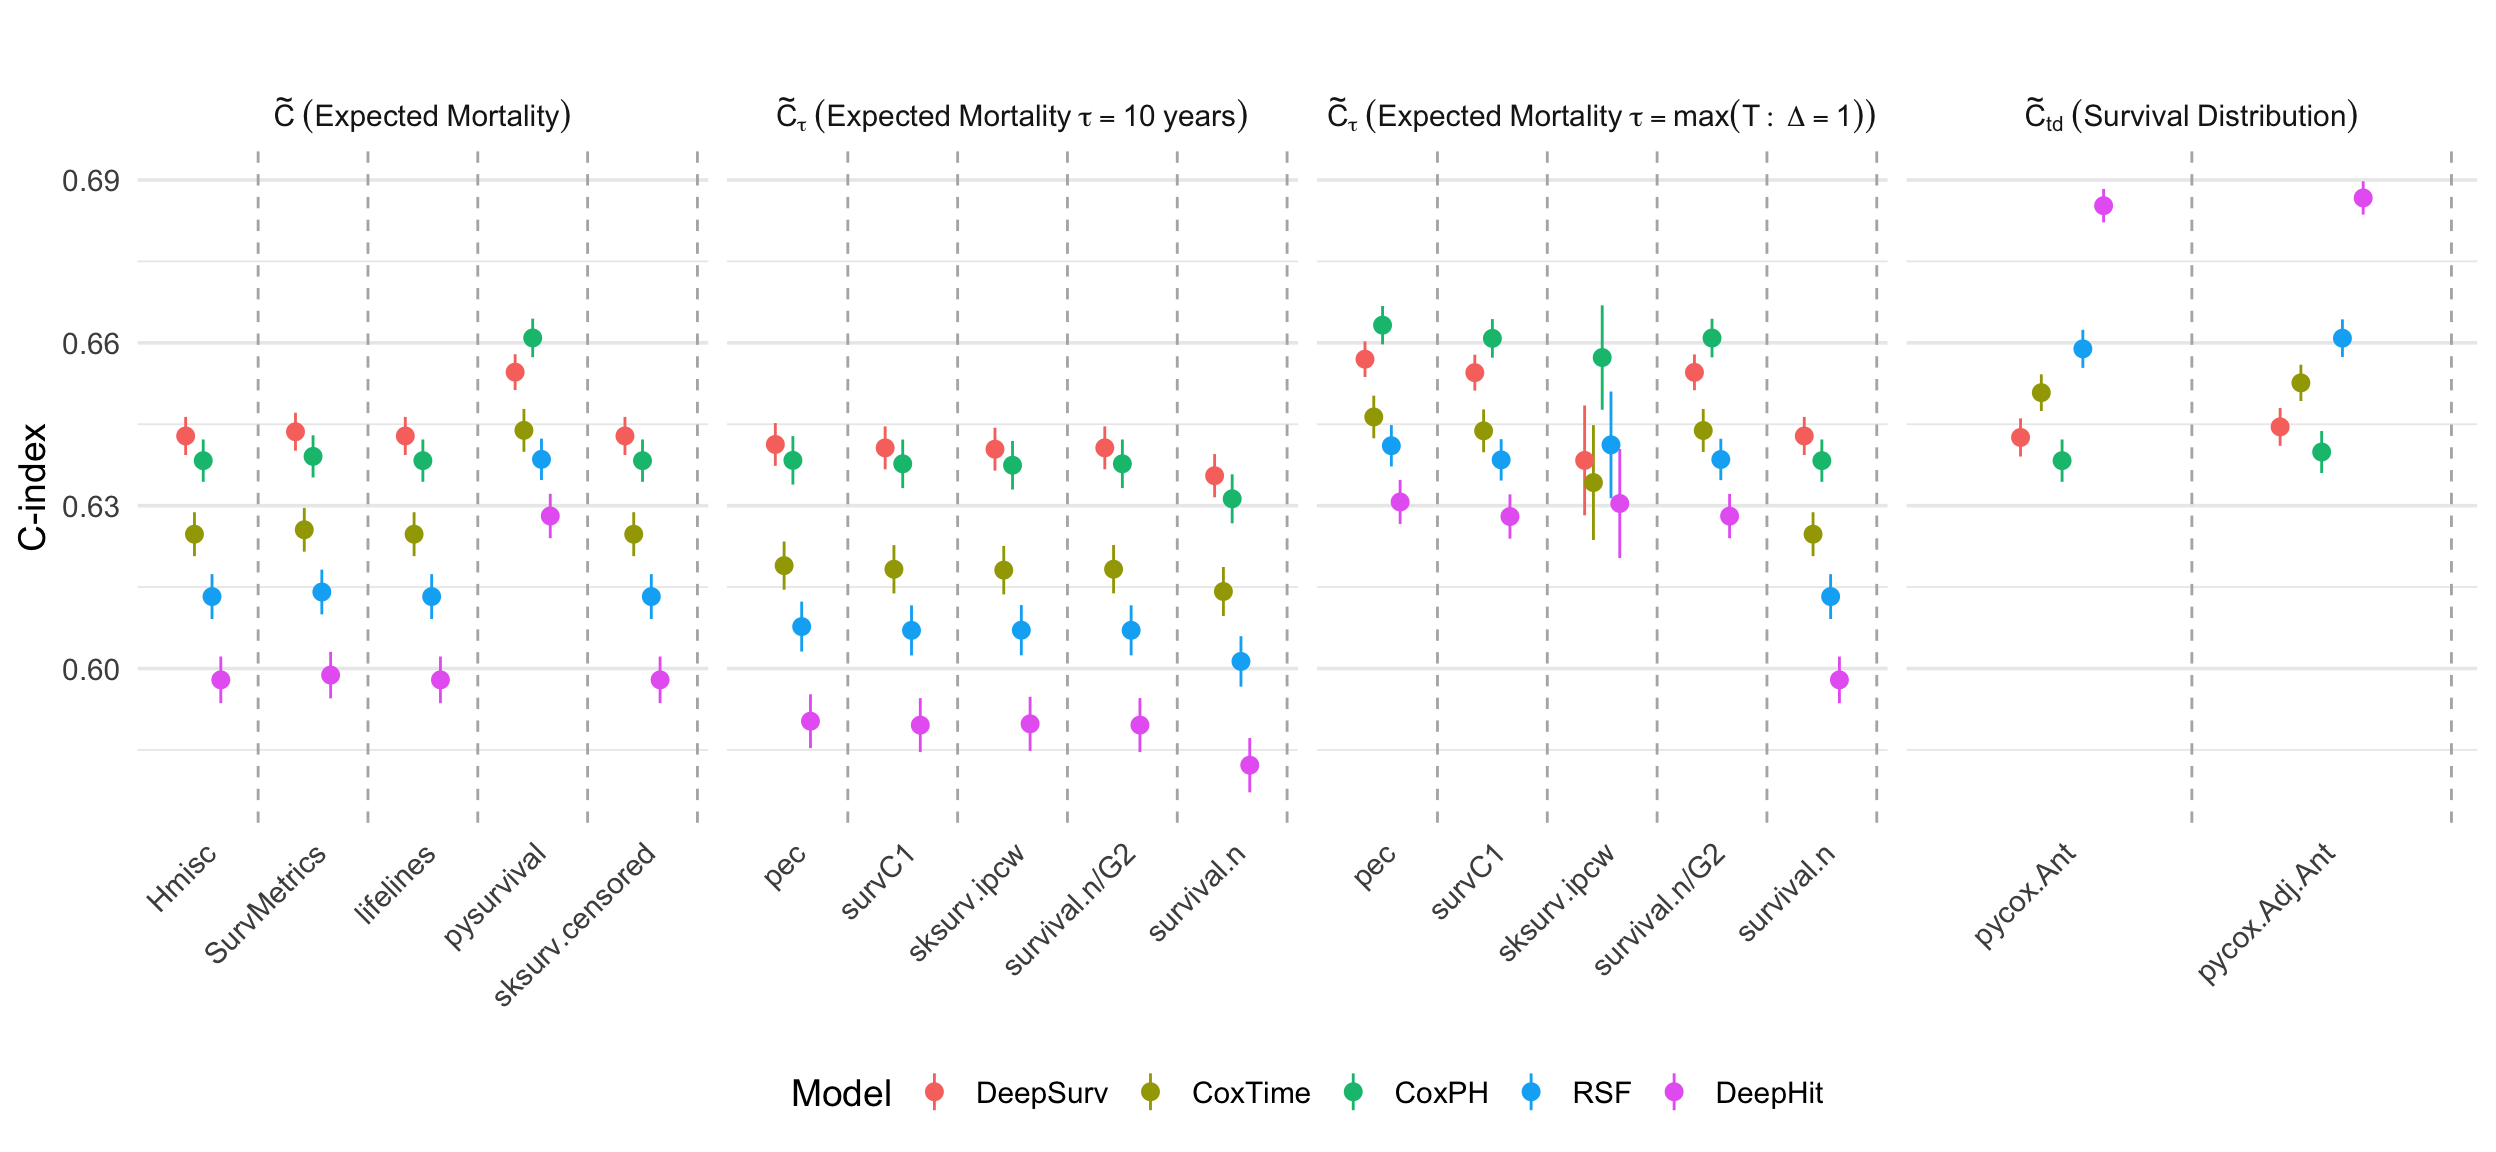 C̃ (Expected Mortality)
C̃τ (Expected Mortality τ = 10 years)
C̃τ (Expected Mortality τ = max(T : Δ = 1))
C̃td (Survival Distribution)
C-index
0.69
0.66
0.63
0.60
Hmisc
SurvMetrics
lifelines
pysurvival
sksurv.censored
pec
survC1
sksurv.ipcw
survival.n/G2
survival.n
pec
survC1
sksurv.ipcw
survival.n/G2
survival.n
pycox.Ant
pycox.Adj.Ant
Model DeepSurv CoxTime CoxPH RSF DeepHit